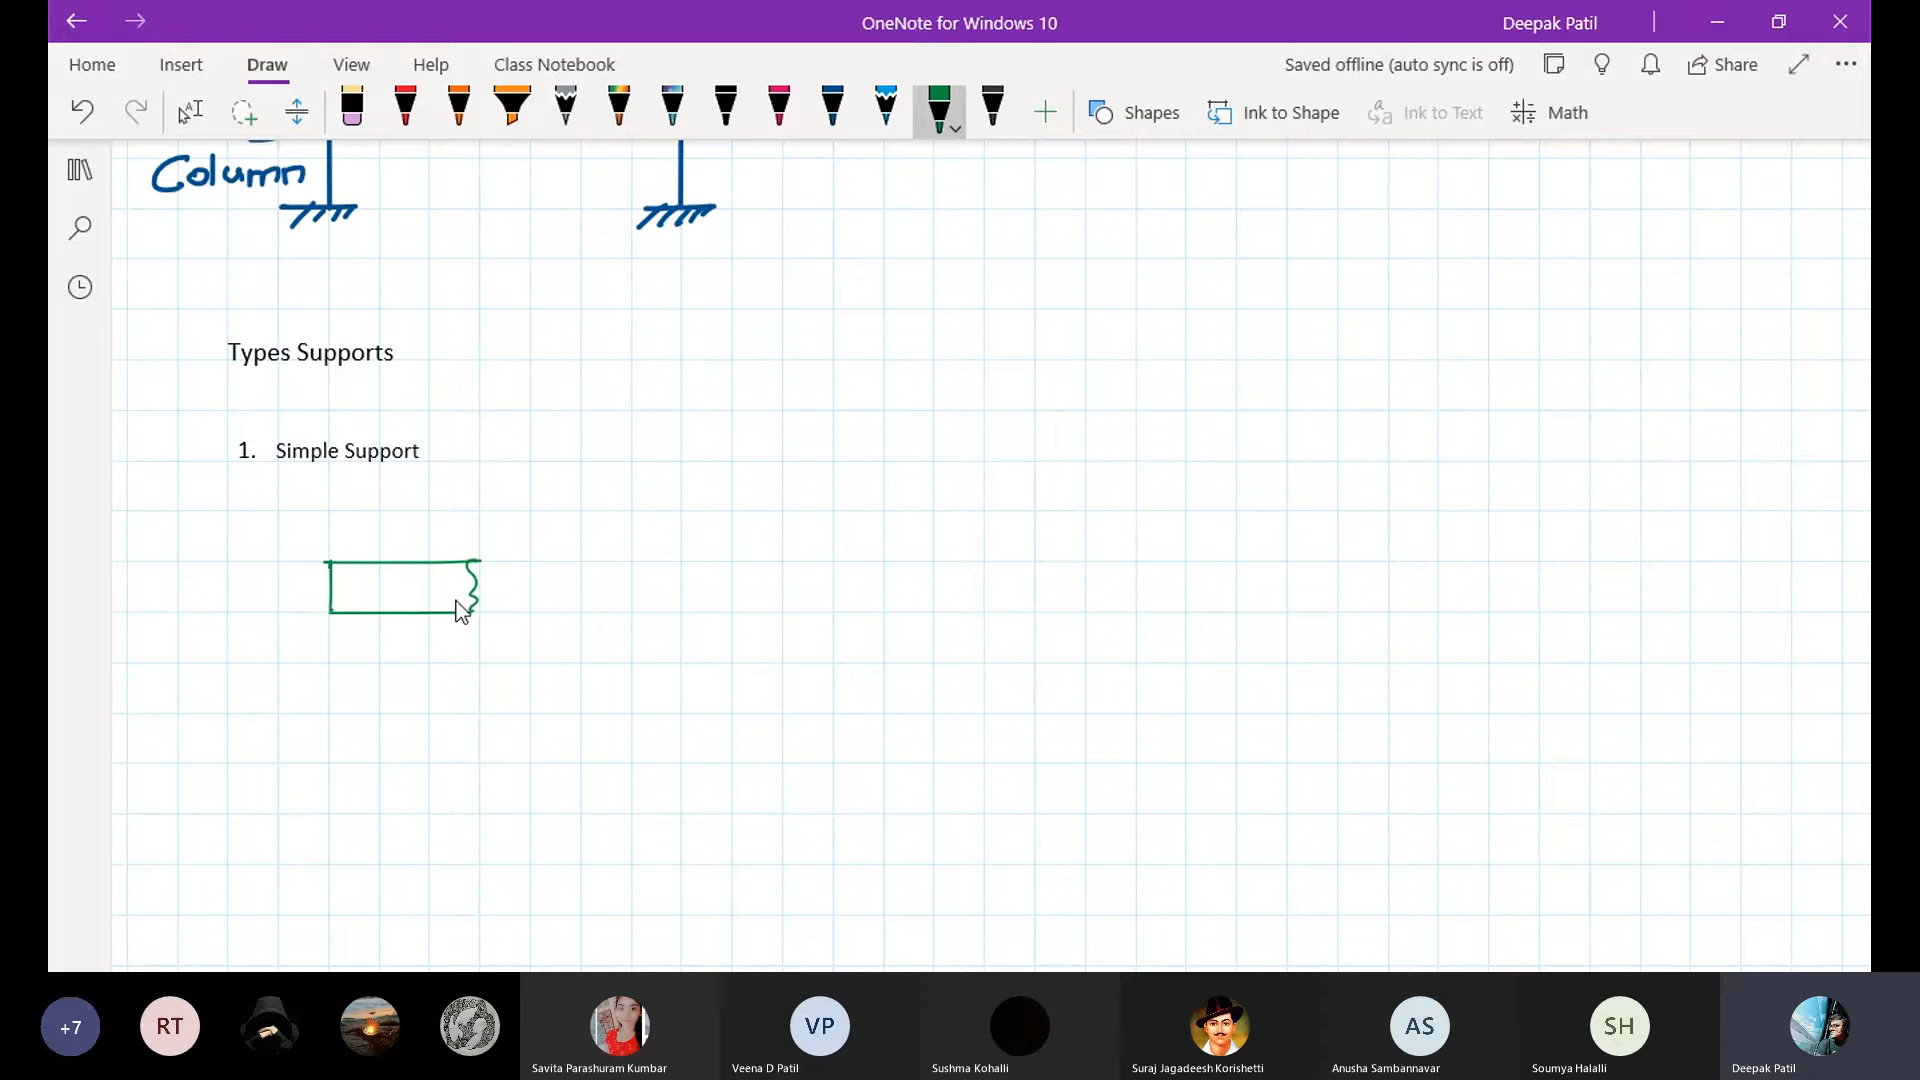 OneNote for Windows 10
Deepak Patil
Home Insert Draw View Help Class Notebook
Saved offline (auto sync is off)
Share
Shapes
Ink to Shape
Ink to Text
Math
Column
Types Supports
1. Simple Support
+7
RT
VP
AS
SH
Savita Parashuram Kumbar
Veena D Patil
Sushma Kohalli
Suraj Jagadeesh Korishetti
Anusha Sambannavar
Soumya Halalli
Deepak Patil